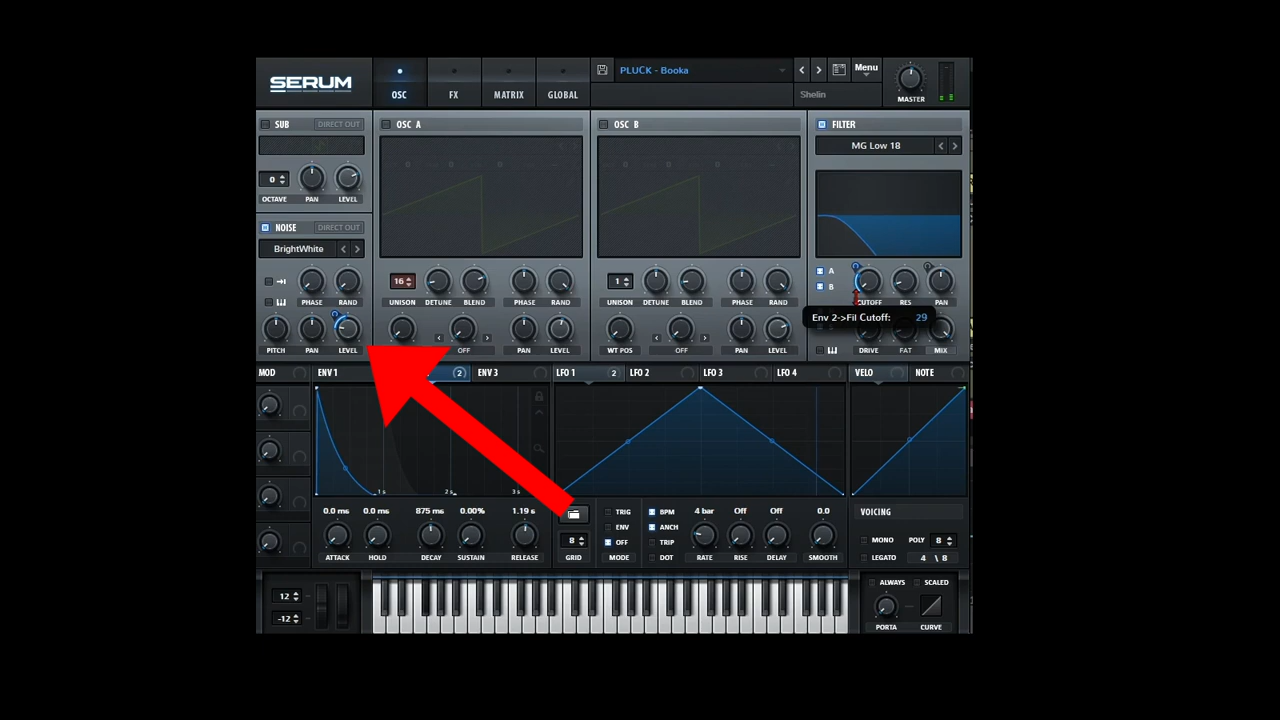 SERUM
OSC
FX
MATRIX
GLOBAL
PLUCK - Booka
Menu
Shelin
MASTER
SUB
DIRECT OUT
0
OCTAVE
PAN
LEVEL
NOISE
DIRECT OUT
BrightWhite
PHASE
RAND
PITCH
PAN
LEVEL
OSC A
16
UNISON
DETUNE
BLEND
PHASE
RAND
OFF
PAN
LEVEL
OSC B
1
UNISON
DETUNE
BLEND
PHASE
RAND
WT POS
OFF
PAN
LEVEL
FILTER
MG Low 18
A
B
CUTOFF
RES
PAN
Env 2->Fil Cutoff: 29
DRIVE
FAT
MIX
MOD
ENV 1
2
ENV 3
LFO 1
2
LFO 2
LFO 3
LFO 4
VELO
NOTE
1 s
2 s
3 s
0.0 ms
0.0 ms
875 ms
0.00%
1.19 s
ATTACK
HOLD
DECAY
SUSTAIN
RELEASE
8
GRID
TRIG
ENV
OFF
MODE
BPM
ANCH
TRIP
DOT
4 bar
Off
Off
0.0
RATE
RISE
DELAY
SMOOTH
VOICING
MONO
POLY
8
LEGATO
4 \ 8
12
-12
ALWAYS
SCALED
PORTA
CURVE